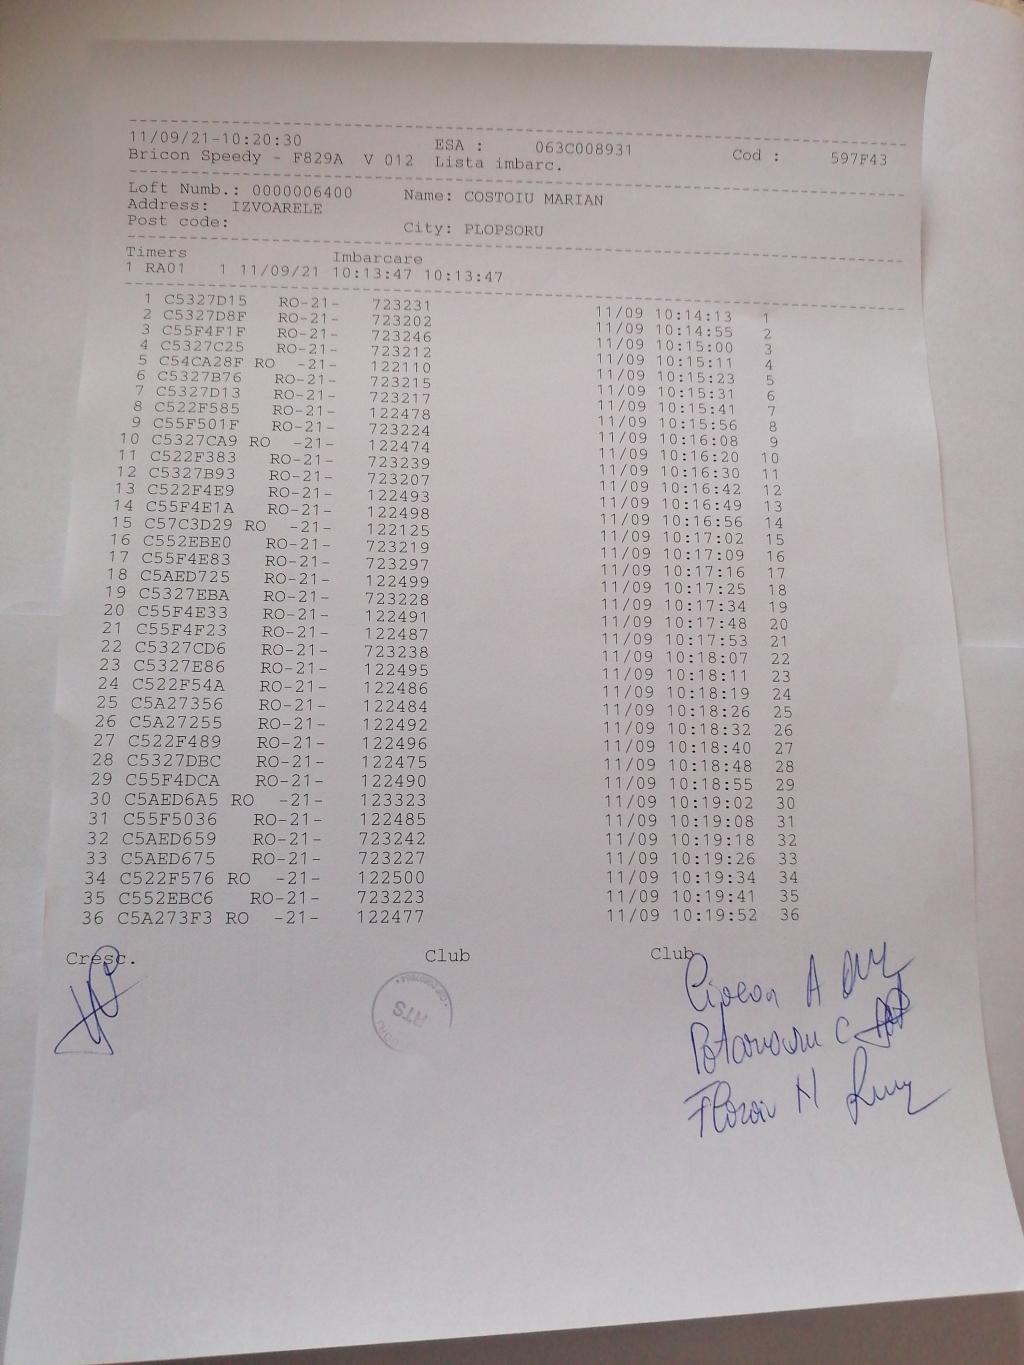 11/09/21-10:20:30 ESA : 063C008931 Cod : 597F43
Bricon Speedy - F829A V 012 Lista imbarc.
Loft Numb.: 0000006400 Name: COSTOIU MARIAN
Address: IZVOARELE
Post code: City: PLOPSORU
Timers Imbarcare
1 RA01 1 11/09/21 10:13:47 10:13:47
1 C5327D15 RO-21- 723231 11/09 10:14:13 1
2 C5327D8F RO-21- 723202 11/09 10:14:55 2
3 C55F4F1F RO-21- 723246 11/09 10:15:00 3
4 C5327C25 RO-21- 723212 11/09 10:15:11 4
5 C54CA28F RO -21- 122110 11/09 10:15:23 5
6 C5327B76 RO-21- 723215 11/09 10:15:31 6
7 C5327D13 RO-21- 723217 11/09 10:15:41 7
8 C522F585 RO-21- 122478 11/09 10:15:56 8
9 C55F501F RO-21- 723224 11/09 10:16:08 9
10 C5327CA9 RO -21- 122474 11/09 10:16:20 10
11 C522F383 RO-21- 723239 11/09 10:16:30 11
12 C5327B93 RO-21- 723207 11/09 10:16:42 12
13 C522F4E9 RO-21- 122493 11/09 10:16:49 13
14 C55F4E1A RO-21- 122498 11/09 10:16:56 14
15 C57C3D29 RO -21- 122125 11/09 10:17:02 15
16 C552EBE0 RO-21- 723219 11/09 10:17:09 16
17 C55F4E83 RO-21- 723297 11/09 10:17:16 17
18 C5AED725 RO-21- 122499 11/09 10:17:25 18
19 C5327EBA RO-21- 723228 11/09 10:17:34 19
20 C55F4E33 RO-21- 122491 11/09 10:17:48 20
21 C55F4F23 RO-21- 122487 11/09 10:17:53 21
22 C5327CD6 RO-21- 723238 11/09 10:18:07 22
23 C5327E86 RO-21- 122495 11/09 10:18:11 23
24 C522F54A RO-21- 122486 11/09 10:18:19 24
25 C5A27356 RO-21- 122484 11/09 10:18:26 25
26 C5A27255 RO-21- 122492 11/09 10:18:32 26
27 C522F489 RO-21- 122496 11/09 10:18:40 27
28 C5327DBC RO-21- 122475 11/09 10:18:48 28
29 C55F4DCA RO-21- 122490 11/09 10:18:55 29
30 C5AED6A5 RO -21- 123323 11/09 10:19:02 30
31 C55F5036 RO-21- 122485 11/09 10:19:08 31
32 C5AED659 RO-21- 723242 11/09 10:19:18 32
33 C5AED675 RO-21- 723227 11/09 10:19:26 33
34 C522F576 RO -21- 122500 11/09 10:19:34 34
35 C552EBC6 RO-21- 723223 11/09 10:19:41 35
36 C5A273F3 RO -21- 122477 11/09 10:19:52 36
Cresc. Club Club
RTS
A
C
M